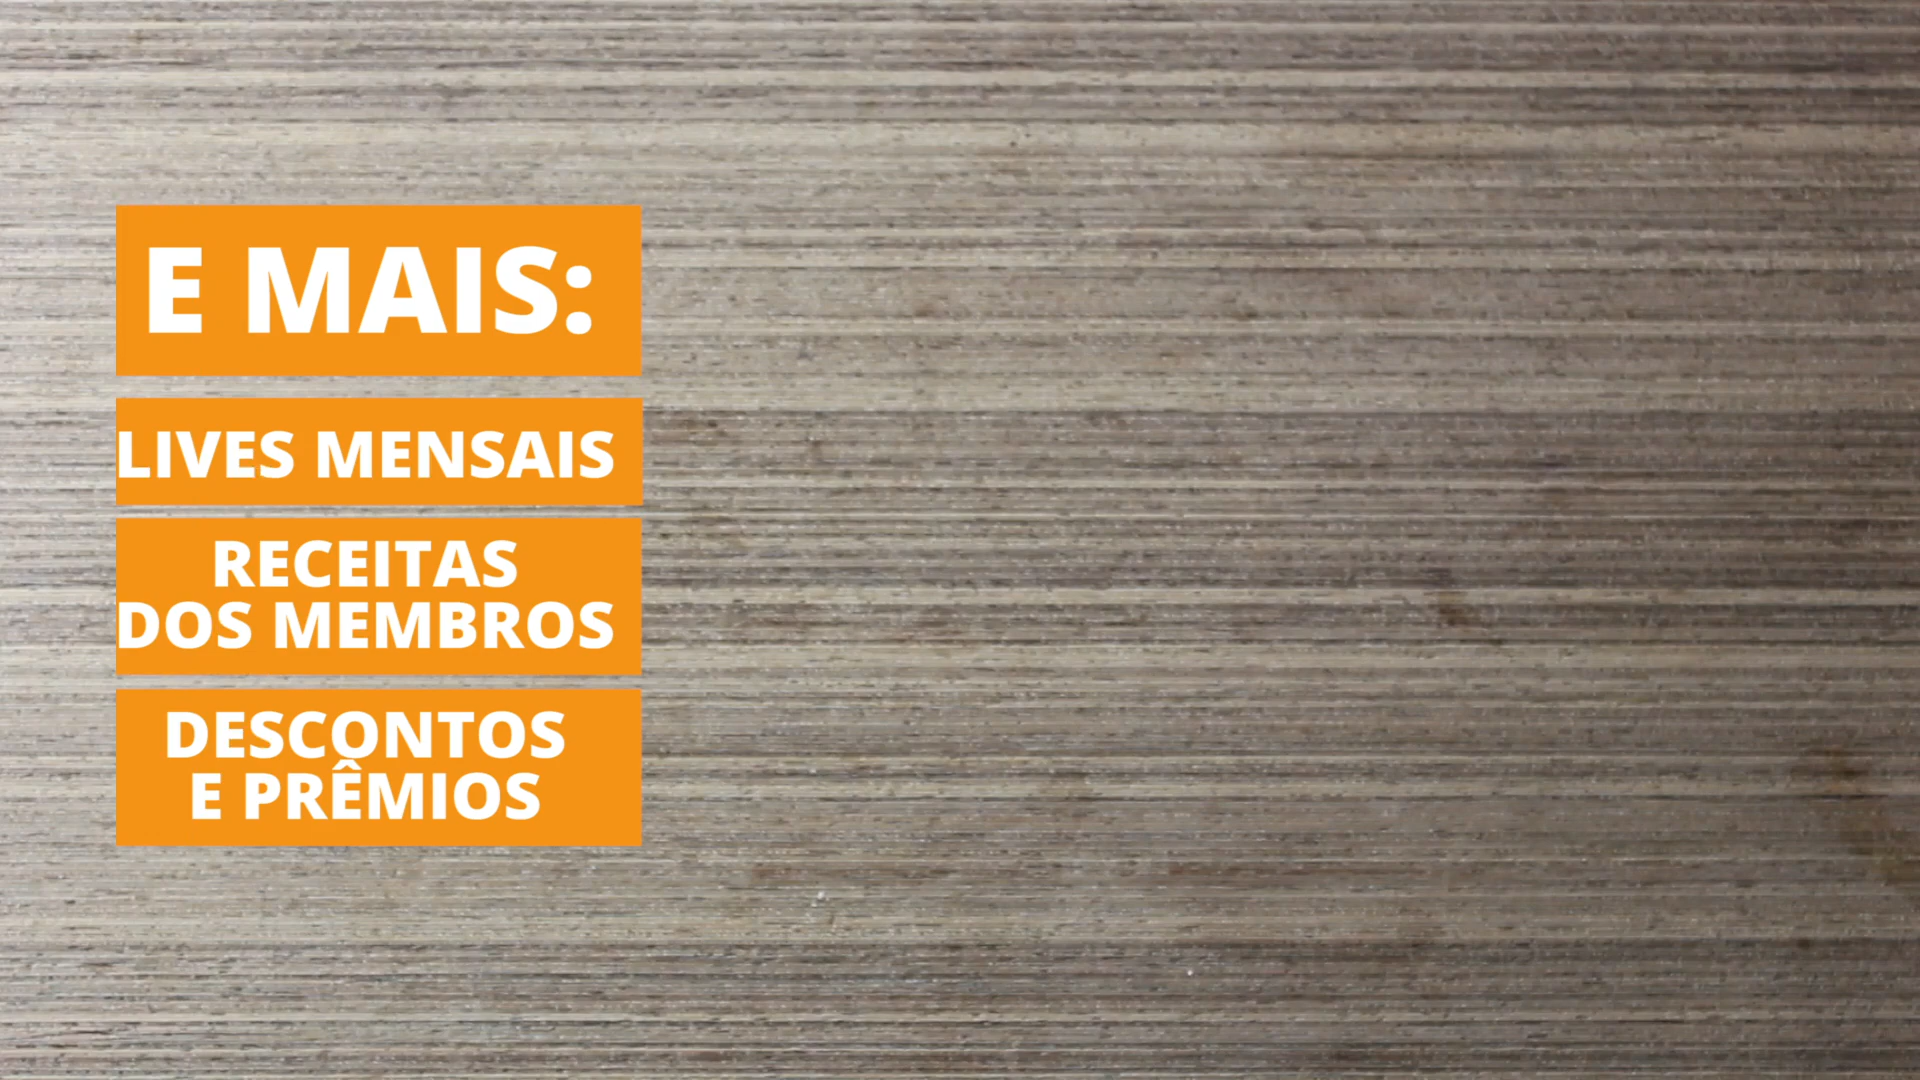 E MAIS:
LIVES MENSAIS
RECEITAS
DOS MEMBROS
DESCONTOS
E PRÊMIOS